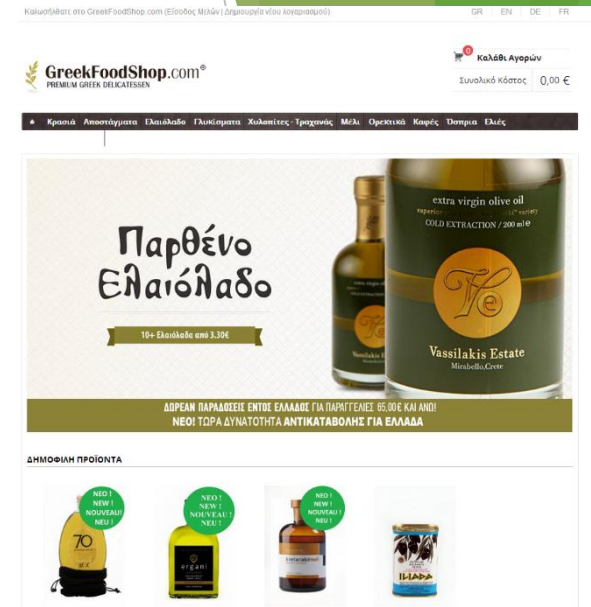 Καλωσήλθατε στο GreekFoodShop.com (Είσοδος Μελών | Δημιουργία νέου λογαριασμού)
GR | EN | DE | FR
0 Καλάθι Αγορών
GreekFoodShop.com®
PREMIUM GREEK DELICATESSEN
Συνολικό Κόστος 0,00 €
Κρασιά Αποστάγματα Ελαιόλαδο Γλυκίσματα Χυλοπίτες - Τραχανάς Μέλι Ορεκτικά Καφές Όσπρια Ελιές
extra virgin olive oil
variety
COLD EXTRACTION / 200 ml e
Παρθένο
Ελαιόλαδο
10+ Ελαιόλαδα από 3.30€
Ve
Vassilakis Estate
Mirabello, Crete
ΔΩΡΕΑΝ ΠΑΡΑΔΟΣΕΙΣ ΕΝΤΟΣ ΕΛΛΑΔΟΣ ΓΙΑ ΠΑΡΑΓΓΕΛΙΕΣ 65,00€ ΚΑΙ ΑΝΩ!
ΝΕΟ! ΤΩΡΑ ΔΥΝΑΤΟΤΗΤΑ ΑΝΤΙΚΑΤΑΒΟΛΗΣ ΓΙΑ ΕΛΛΑΔΑ
ΔΗΜΟΦΙΛΗ ΠΡΟΪΟΝΤΑ
ΝΕΟ !
NEW !
NOUVEAU!
NEU !
70
ΝΕΟ !
NEW !
NOUVEAU !
NEU !
ergani
ΝΕΟ !
NEW !
NOUVEAU !
NEU !
ILIADA